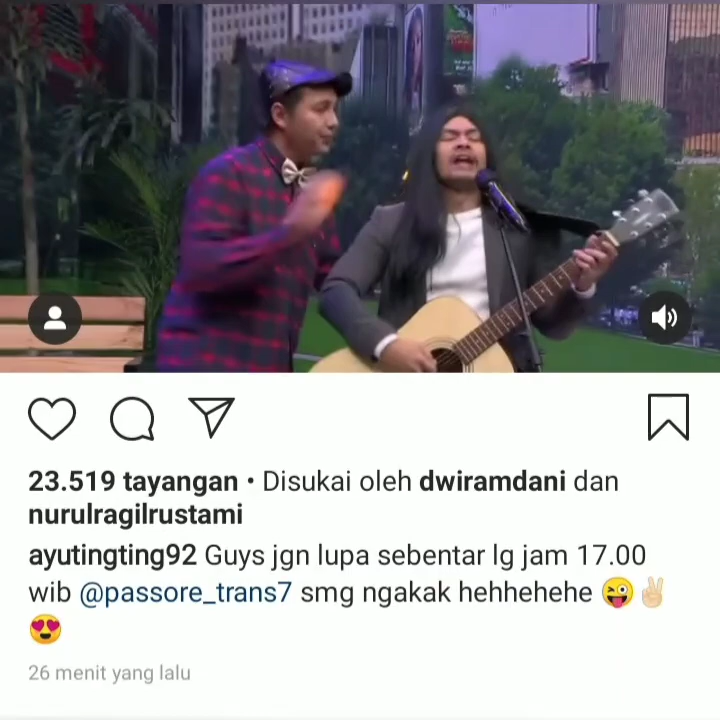 23.519 tayangan • Disukai oleh dwiramdani dan
nurulragilrustami
ayutingting92 Guys jgn lupa sebentar lg jam 17.00
wib @passore_trans7 smg ngakak hehhehehe 😜✌🏻
😍
26 menit yang lalu